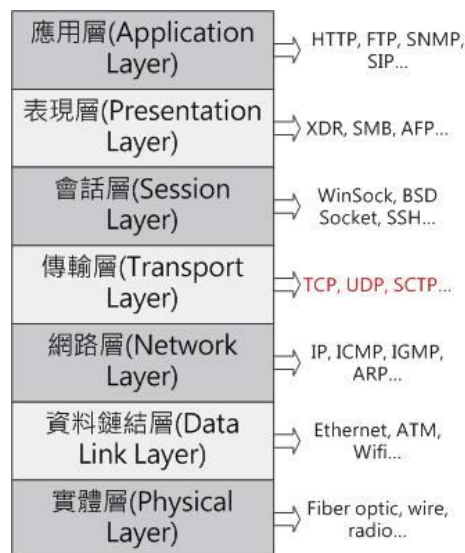 應用層(Application
Layer)
HTTP, FTP, SNMP,
SIP...
表現層(Presentation
Layer)
XDR, SMB, AFP...
會話層(Session
Layer)
WinSock, BSD
Socket, SSH...
傳輸層(Transport
Layer)
TCP, UDP, SCTP...
網路層(Network
Layer)
IP, ICMP, IGMP,
ARP...
資料鏈結層(Data
Link Layer)
Ethernet, ATM,
Wifi...
實體層(Physical
Layer)
Fiber optic, wire,
radio...